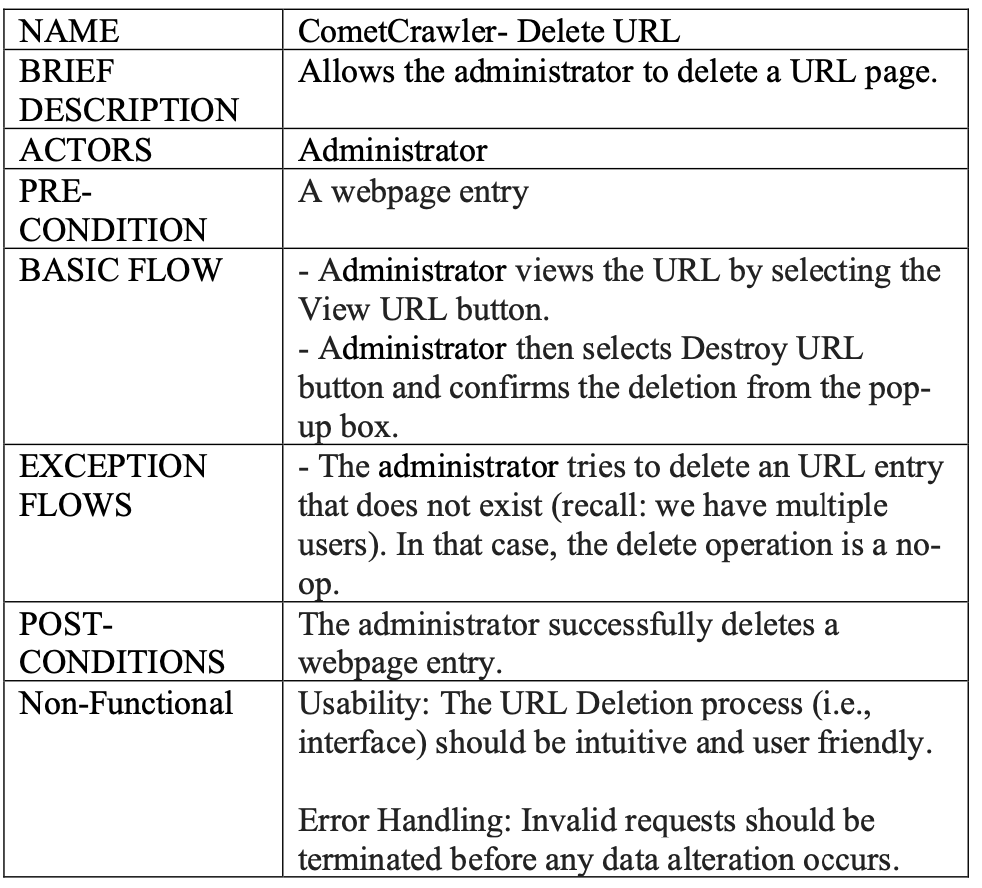 NAME
CometCrawler- Delete URL
BRIEF
DESCRIPTION
Allows the administrator to delete a URL page.
ACTORS
Administrator
PRE-
CONDITION
A webpage entry
BASIC FLOW
- Administrator views the URL by selecting the
View URL button.
- Administrator then selects Destroy URL
button and confirms the deletion from the pop-
up box.
EXCEPTION
FLOWS
- The administrator tries to delete an URL entry
that does not exist (recall: we have multiple
users). In that case, the delete operation is a no-
op.
POST-
CONDITIONS
The administrator successfully deletes a
webpage entry.
Non-Functional
Usability: The URL Deletion process (i.e.,
interface) should be intuitive and user friendly.
Error Handling: Invalid requests should be
terminated before any data alteration occurs.